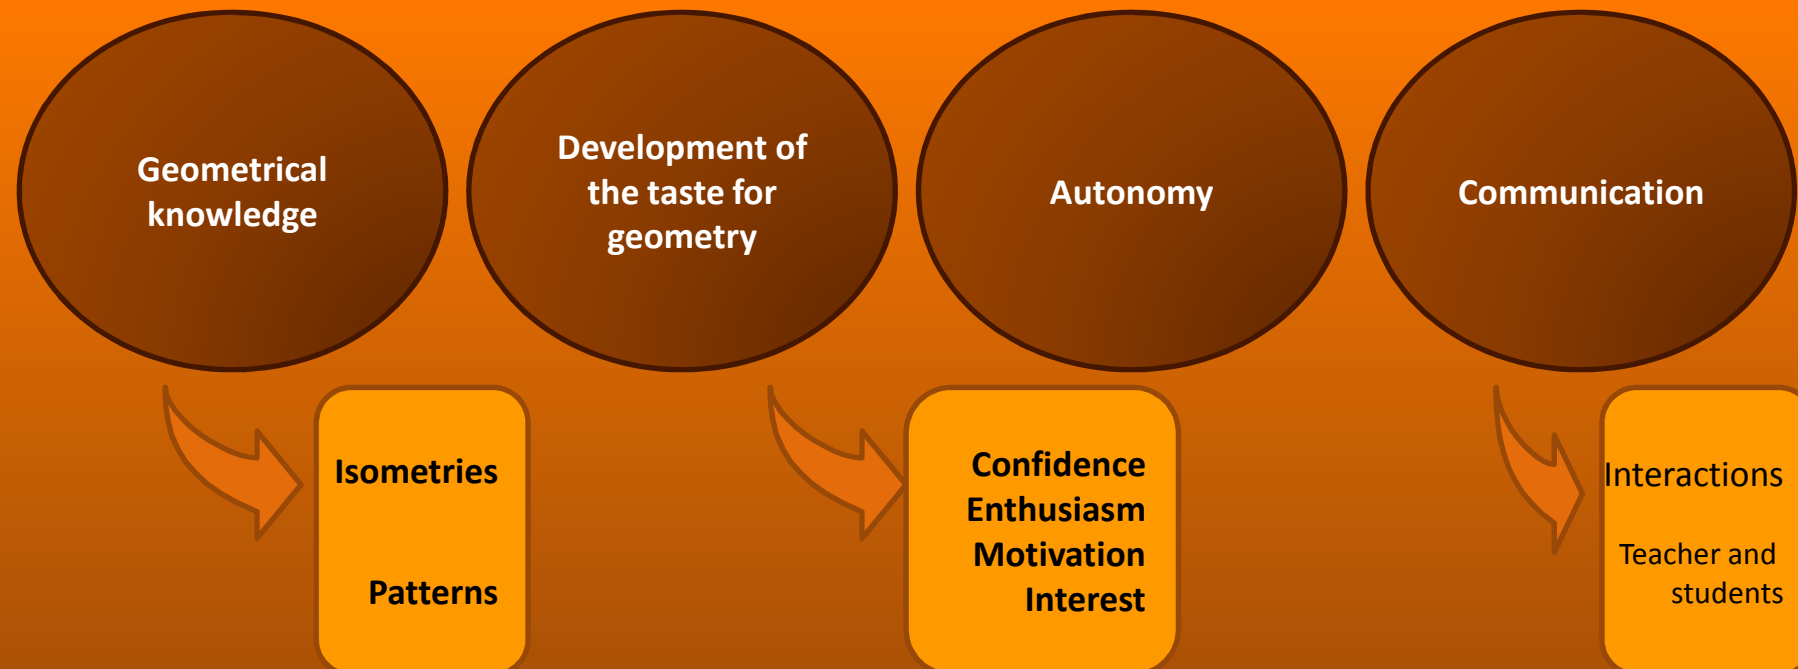 Geometrical
knowledge
Development of
the taste for
geometry
Autonomy
Communication
Isometries
Patterns
Confidence
Enthusiasm
Motivation
Interest
Interactions
Teacher and
students